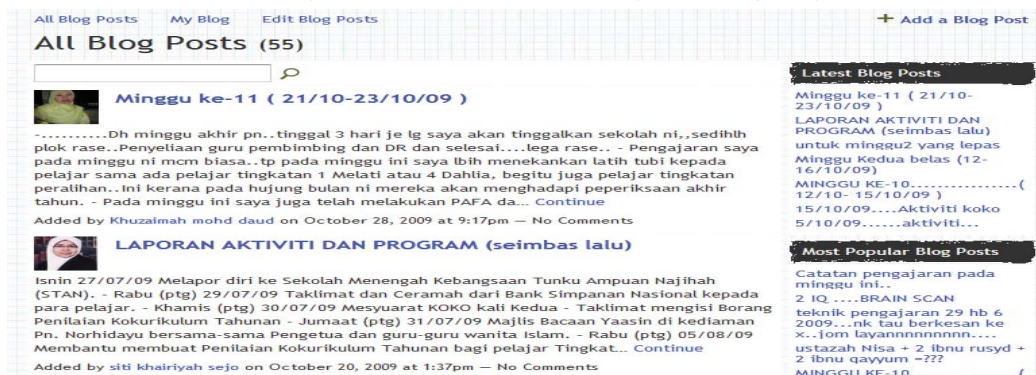 All Blog Posts My Blog Edit Blog Posts
+ Add a Blog Post
All Blog Posts (55)
Minggu ke-11 ( 21/10-23/10/09 )
-..........Dh minggu akhir pn..tinggal 3 hari je lg saya akan tinggalkan sekolah ni,,sedihlh
plok rase..Penyeliaan guru pembimbing dan DR dan selesai....lega rase.. - Pengajaran saya
pada minggu ni mcm biasa..tp pada minggu ini saya lbih menekankan latih tubi kepada
pelajar sama ada pelajar tingkatan 1 Melati atau 4 Dahlia, begitu juga pelajar tingkatan
peralihan..Ini kerana pada hujung bulan ni mereka akan menghadapi peperiksaan akhir
tahun. - Pada minggu ini saya juga telah melakukan PAFA da... Continue
Added by Khuzaimah mohd daud on October 28, 2009 at 9:17pm — No Comments
LAPORAN AKTIVITI DAN PROGRAM (seimbas lalu)
Isnin 27/07/09 Melapor diri ke Sekolah Menengah Kebangsaan Tunku Ampuan Najihah
(STAN). - Rabu (ptg) 29/07/09 Taklimat dan Ceramah dari Bank Simpanan Nasional kepada
para pelajar. - Khamis (ptg) 30/07/09 Mesyuarat KOKO kali Kedua - Taklimat mengisi Borang
Penilaian Kokurikulum Tahunan - Jumaat (ptg) 31/07/09 Majlis Bacaan Yaasin di kediaman
Pn. Norhidayu bersama-sama Pengetua dan guru-guru wanita Islam. - Rabu (ptg) 05/08/09
Membantu membuat Penilaian Kokurikulum Tahunan bagi pelajar Tingkat... Continue
Added by siti khairiyah sejo on October 20, 2009 at 1:37pm — No Comments
Latest Blog Posts
Minggu ke-11 ( 21/10-
23/10/09 )
LAPORAN AKTIVITI DAN
PROGRAM (seimbas lalu)
untuk minggu2 yang lepas
Minggu Kedua belas (12-
16/10/09)
MINGGU KE-10...............(
12/10- 15/10/09 )
15/10/09....Aktiviti koko
5/10/09......aktiviti...
Most Popular Blog Posts
Catatan pengajaran pada
minggu ini..
2 IQ ....BRAIN SCAN
teknik pengajaran 29 hb 6
2009...nk tau berkesan ke
x..jom layannnnnnnnn....
ustazah Nisa + 2 ibnu rusyd +
2 ibnu qayyum =???
MINGGU KE-10...............(